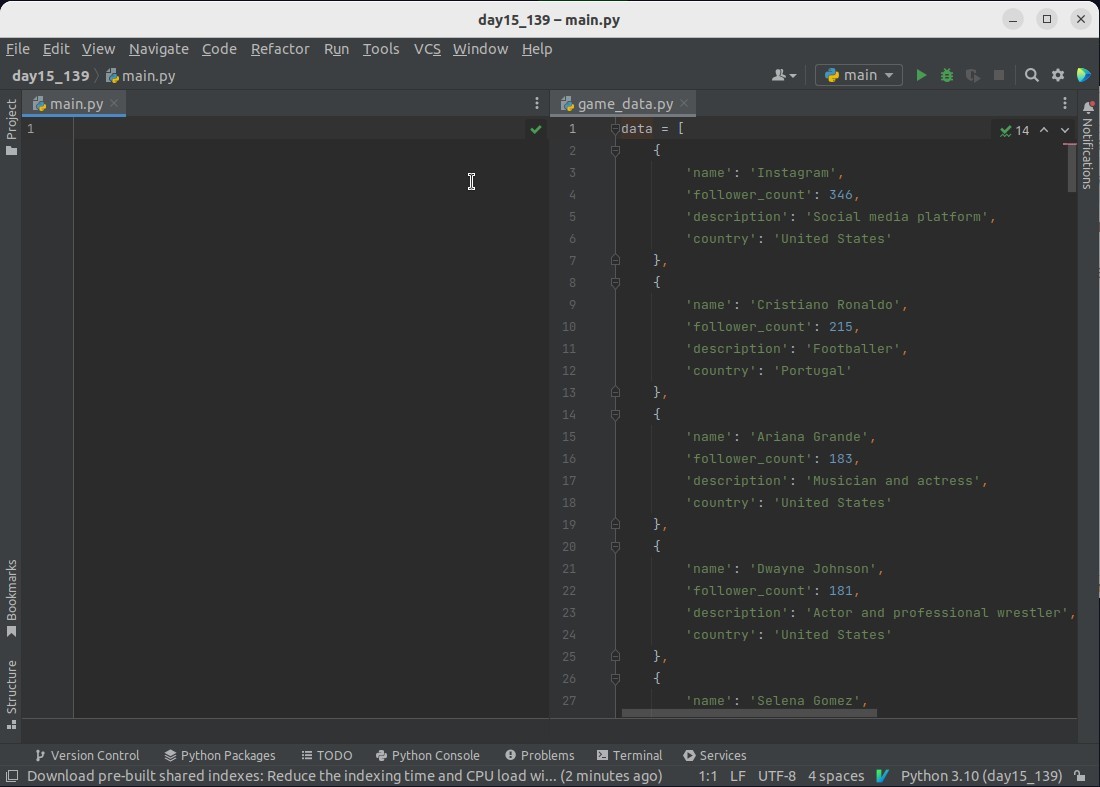 day15_139 – main.py
File Edit View Navigate Code Refactor Run Tools VCS Window Help
day15_139 main.py
main
main.py
game_data.py
Project
Bookmarks
Structure
Notifications
1
14
1 data = [
2 {
3 'name': 'Instagram',
4 'follower_count': 346,
5 'description': 'Social media platform',
6 'country': 'United States'
7 },
8 {
9 'name': 'Cristiano Ronaldo',
10 'follower_count': 215,
11 'description': 'Footballer',
12 'country': 'Portugal'
13 },
14 {
15 'name': 'Ariana Grande',
16 'follower_count': 183,
17 'description': 'Musician and actress',
18 'country': 'United States'
19 },
20 {
21 'name': 'Dwayne Johnson',
22 'follower_count': 181,
23 'description': 'Actor and professional wrestler',
24 'country': 'United States'
25 },
26 {
27 'name': 'Selena Gomez',
Version Control Python Packages TODO Python Console Problems Terminal Services
Download pre-built shared indexes: Reduce the indexing time and CPU load wi... (2 minutes ago) 1:1 LF UTF-8 4 spaces Python 3.10 (day15_139)